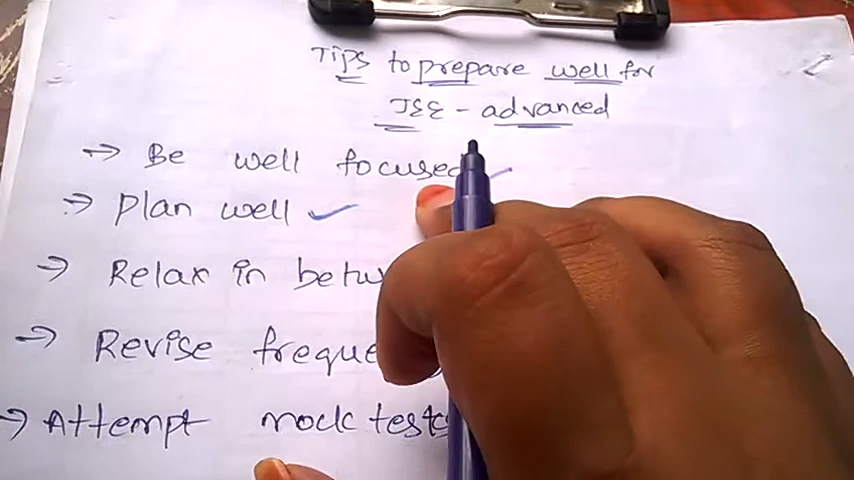 Tips to prepare well for
JEE - advanced
→ Be well focused
→ Plan well ✓
→ Relax in
→ Revise
→ Attempt mock tests